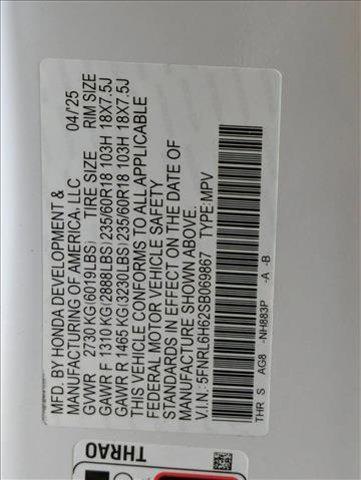 MFD. BY HONDA DEVELOPMENT &
MANUFACTURING OF AMERICA, LLC 04/'25
GVWR 2730 KG(6019LBS) TIRE SIZE RIM SIZE
GAWR F 1310 KG(2888LBS)235/60R18 103H 18X7.5J
GAWR R 1465 KG(3230LBS)235/60R18 103H 18X7.5J
THIS VEHICLE CONFORMS TO ALL APPLICABLE
FEDERAL MOTOR VEHICLE SAFETY
STANDARDS IN EFFECT ON THE DATE OF
MANUFACTURE SHOWN ABOVE.
V.I.N.: 5FNRL6H62SB069867 TYPE: MPV
THR S AG8 -NH883P -A -B
THRAO